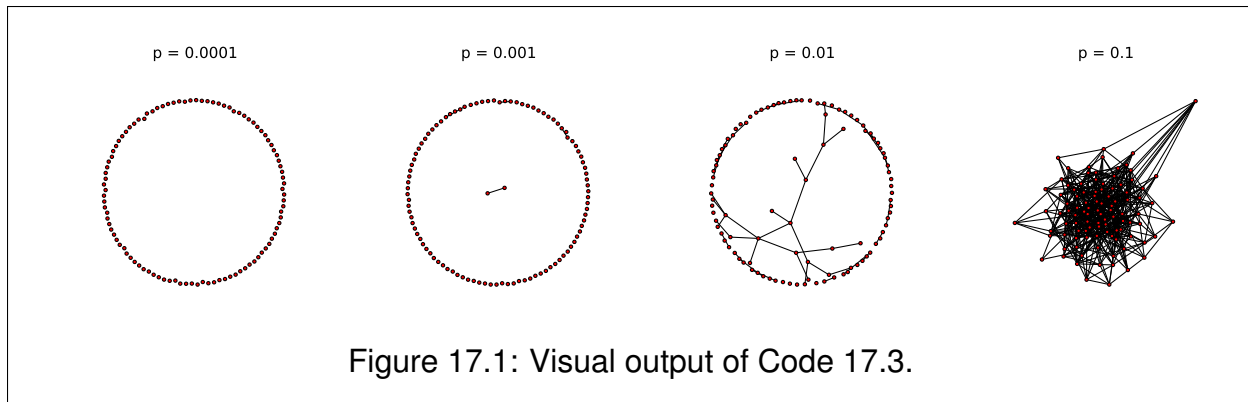 p = 0.0001
p = 0.001
p = 0.01
p = 0.1
Figure 17.1: Visual output of Code 17.3.